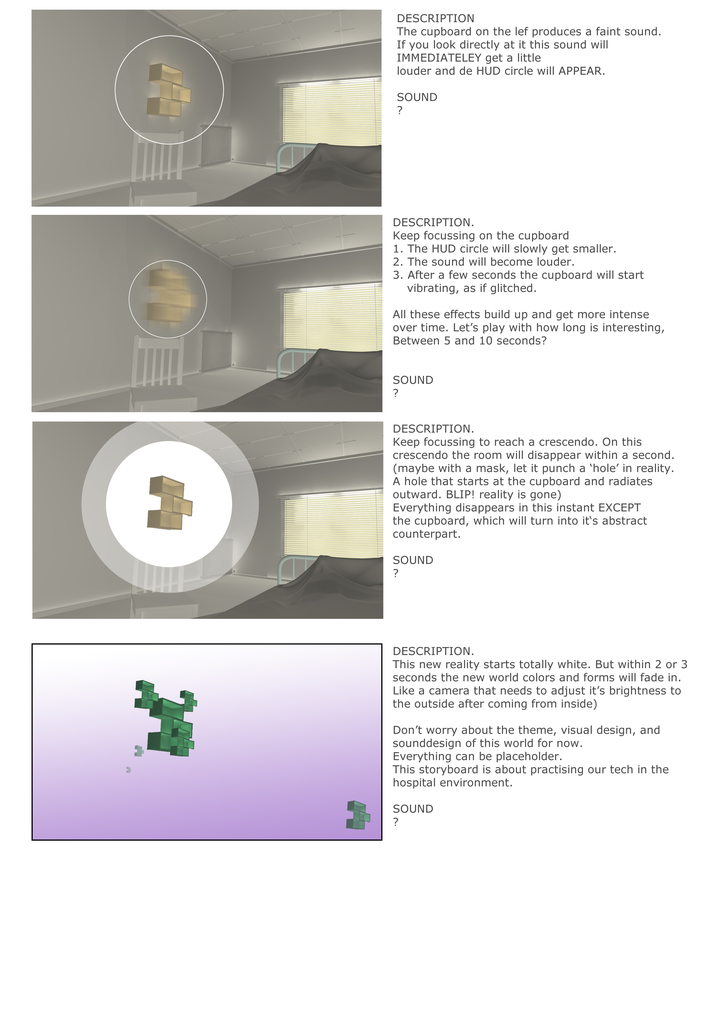 DESCRIPTION
The cupboard on the lef produces a faint sound.
If you look directly at it this sound will
IMMEDIATELEY get a little
louder and de HUD circle will APPEAR.
SOUND
?
DESCRIPTION.
Keep focussing on the cupboard
1. The HUD circle will slowly get smaller.
2. The sound will become louder.
3. After a few seconds the cupboard will start
vibrating, as if glitched.
All these effects build up and get more intense
over time. Let's play with how long is interesting,
Between 5 and 10 seconds?
SOUND
?
DESCRIPTION.
Keep focussing to reach a crescendo. On this
crescendo the room will disappear within a second.
(maybe with a mask, let it punch a 'hole' in reality.
A hole that starts at the cupboard and radiates
outward. BLIP! reality is gone)
Everything disappears in this instant EXCEPT
the cupboard, which will turn into it's abstract
counterpart.
SOUND
?
DESCRIPTION.
This new reality starts totally white. But within 2 or 3
seconds the new world colors and forms will fade in.
Like a camera that needs to adjust it's brightness to
the outside after coming from inside)
Don't worry about the theme, visual design, and
sounddesign of this world for now.
Everything can be placeholder.
This storyboard is about practising our tech in the
hospital environment.
SOUND
?